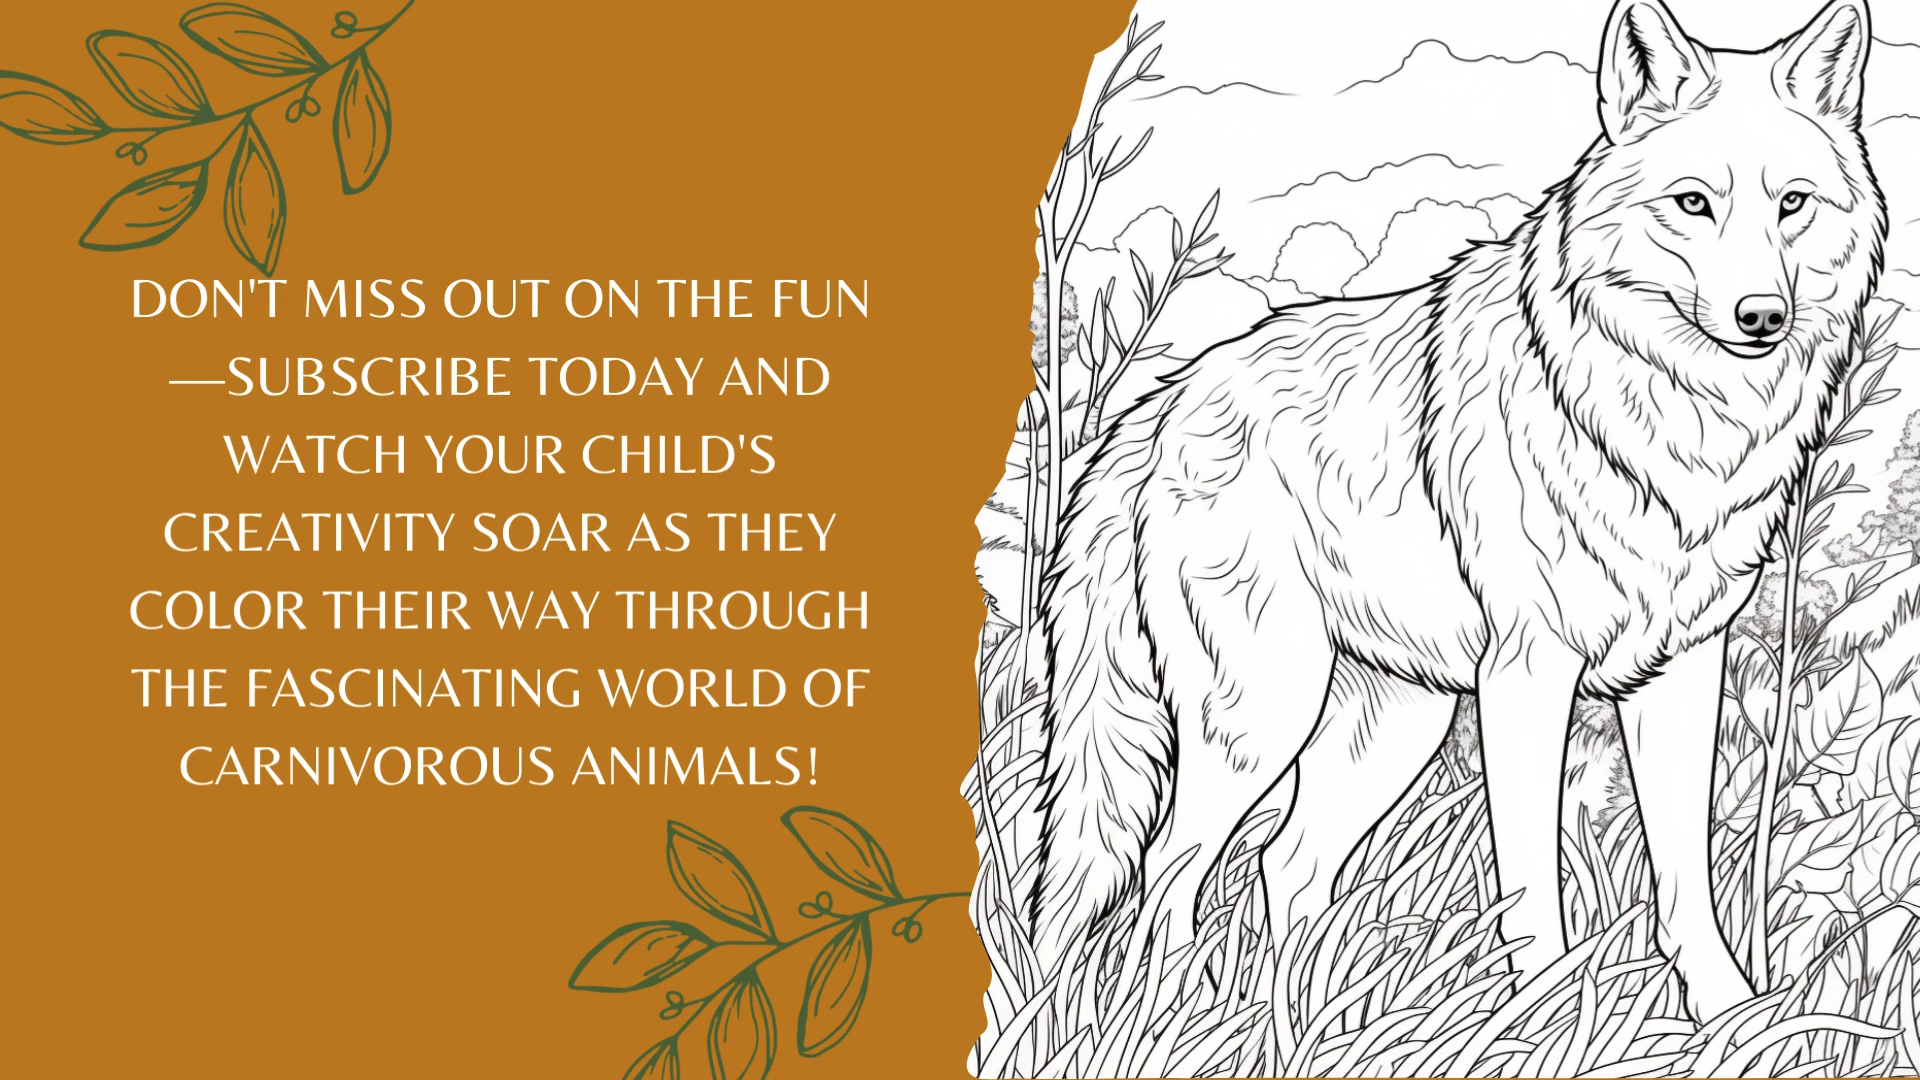 DON'T MISS OUT ON THE FUN
—SUBSCRIBE TODAY AND
WATCH YOUR CHILD'S
CREATIVITY SOAR AS THEY
COLOR THEIR WAY THROUGH
THE FASCINATING WORLD OF
CARNIVOROUS ANIMALS!